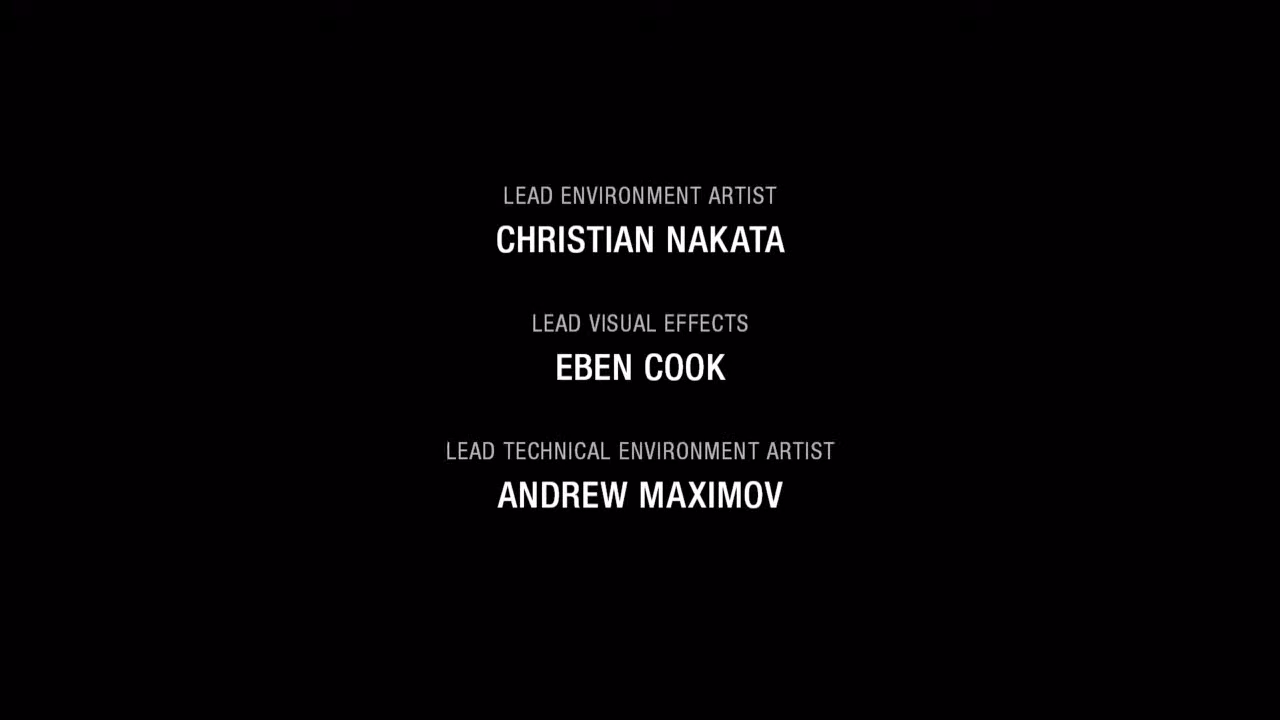 LEAD ENVIRONMENT ARTIST
CHRISTIAN NAKATA
LEAD VISUAL EFFECTS
EBEN COOK
LEAD TECHNICAL ENVIRONMENT ARTIST
ANDREW MAXIMOV